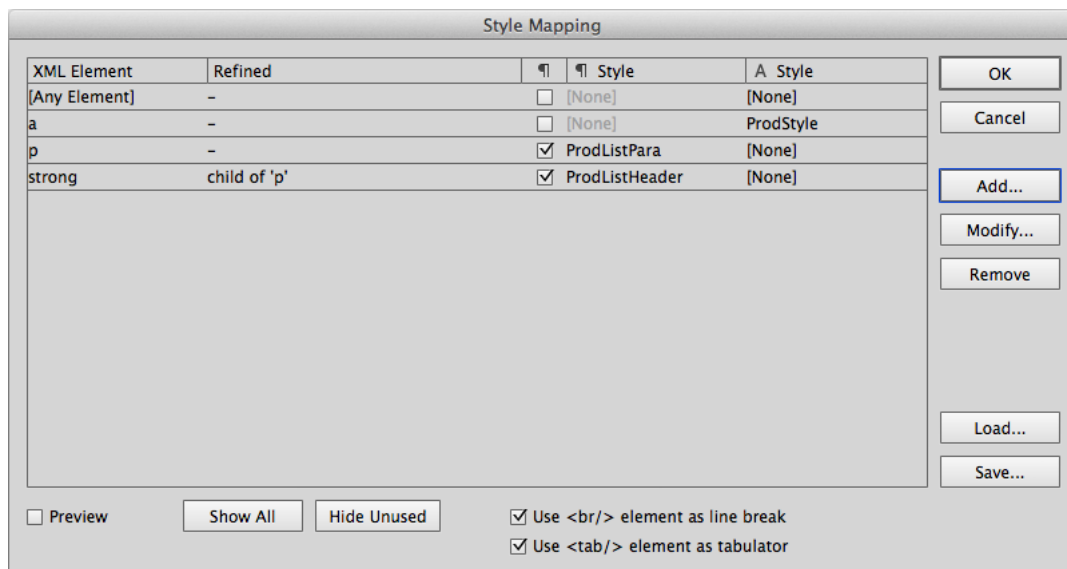 Style Mapping
XML Element Refined ¶ ¶ Style A Style
[Any Element] – [None] [None]
a – [None] ProdStyle
p – ProdListPara [None]
strong child of 'p' ProdListHeader [None]
OK
Cancel
Add...
Modify...
Remove
Load...
Save...
Preview Show All Hide Unused Use <br/> element as line break
Use <tab/> element as tabulator